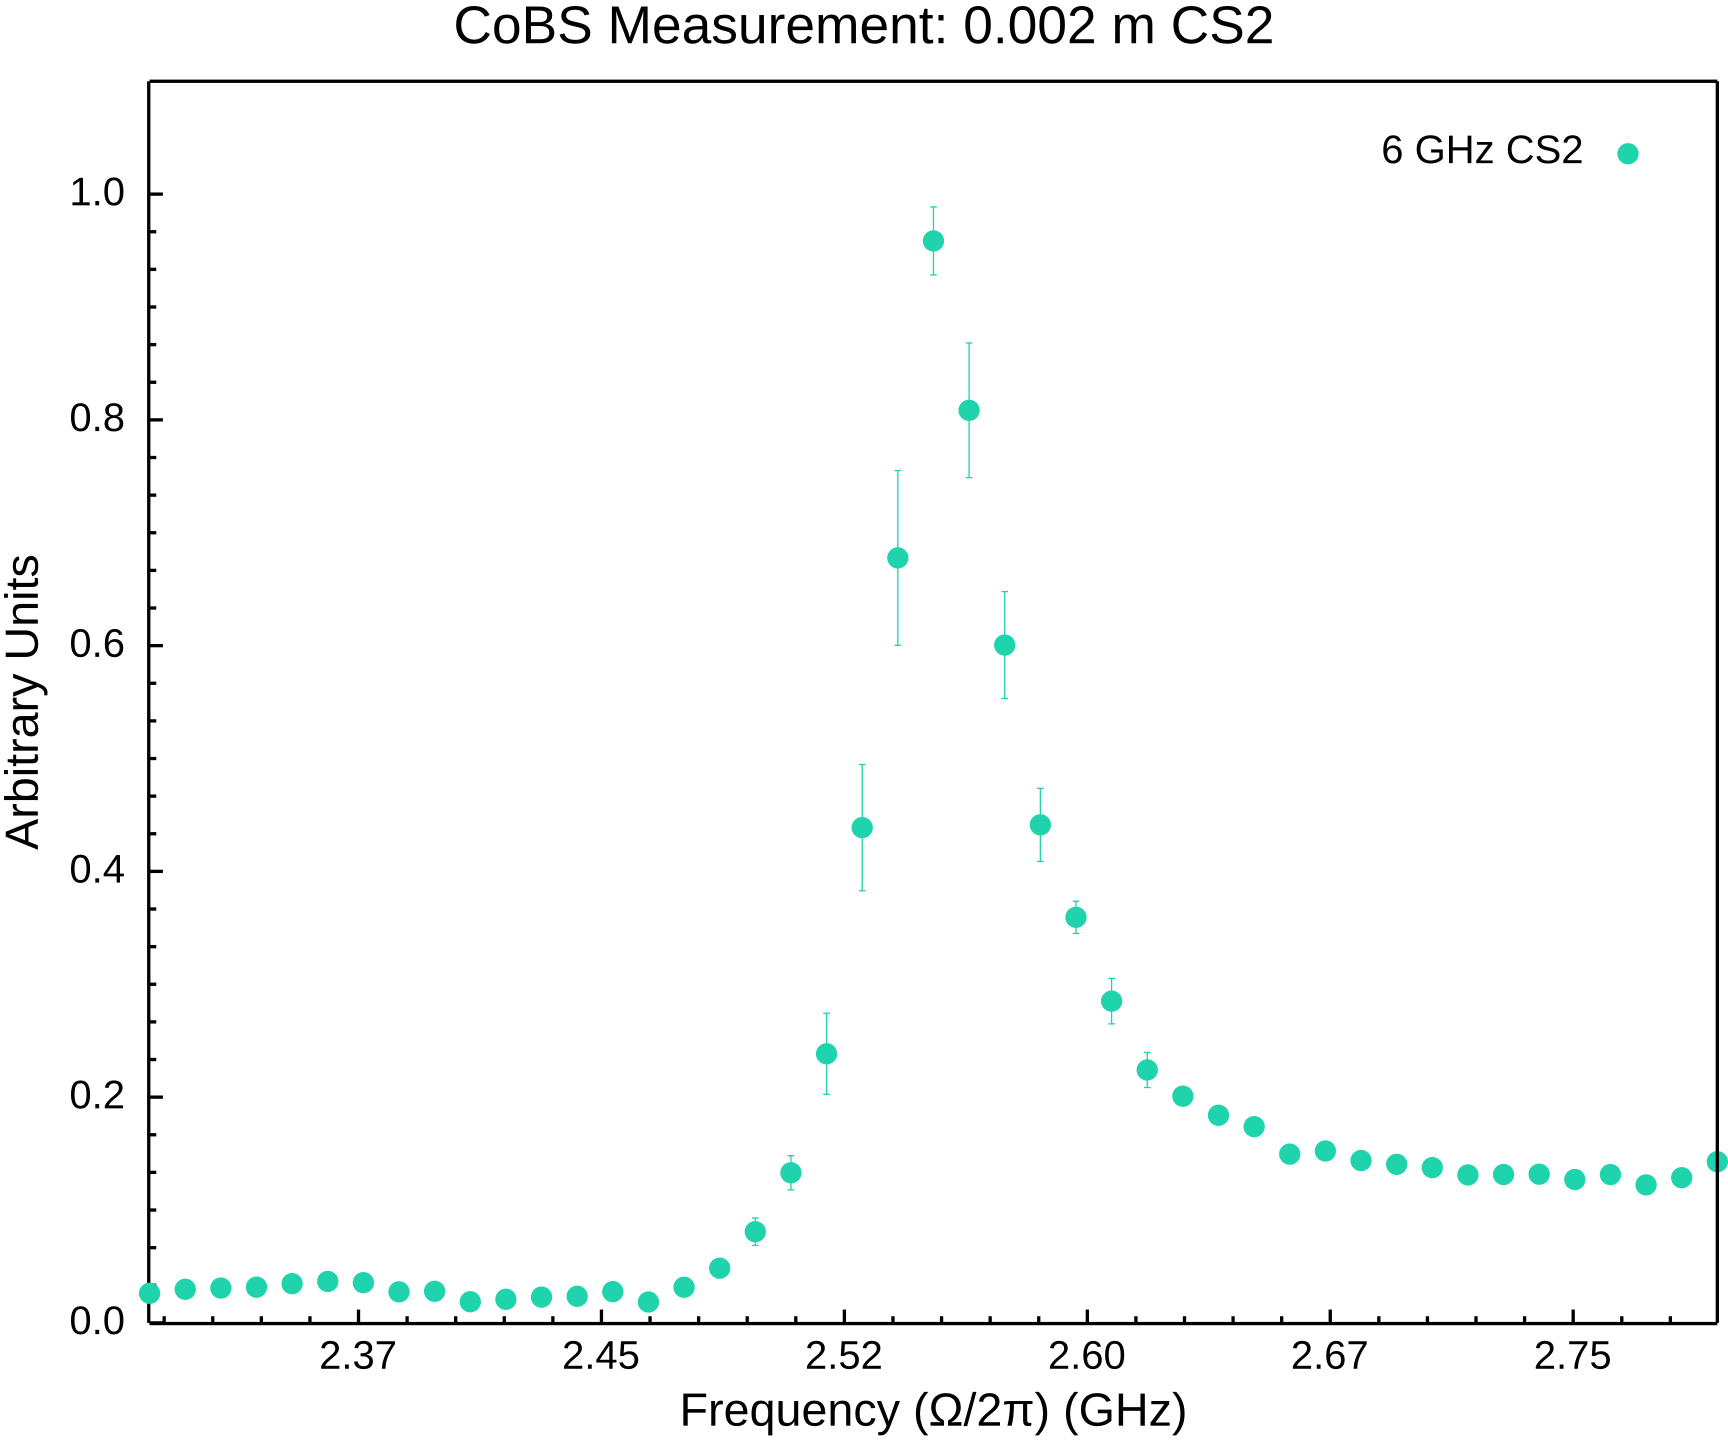 CoBS Measurement: 0.002 m CS2
6 GHz CS2
1.0
0.8
0.6
0.4
0.2
0.0
Arbitrary Units
2.37 2.45 2.52 2.60 2.67 2.75
Frequency (Ω/2π) (GHz)